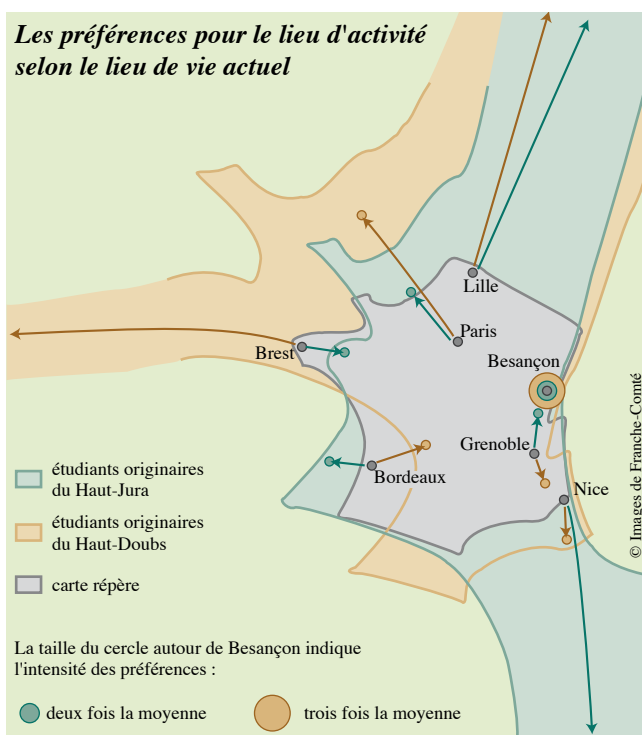 Les préférences pour le lieu d'activité
selon le lieu de vie actuel
Lille
Paris
Brest
Besançon
Grenoble
Bordeaux
Nice
étudiants originaires
du Haut-Jura
étudiants originaires
du Haut-Doubs
carte répère
© Images de Franche-Comté
La taille du cercle autour de Besançon indique
l'intensité des préférences :
deux fois la moyenne
trois fois la moyenne